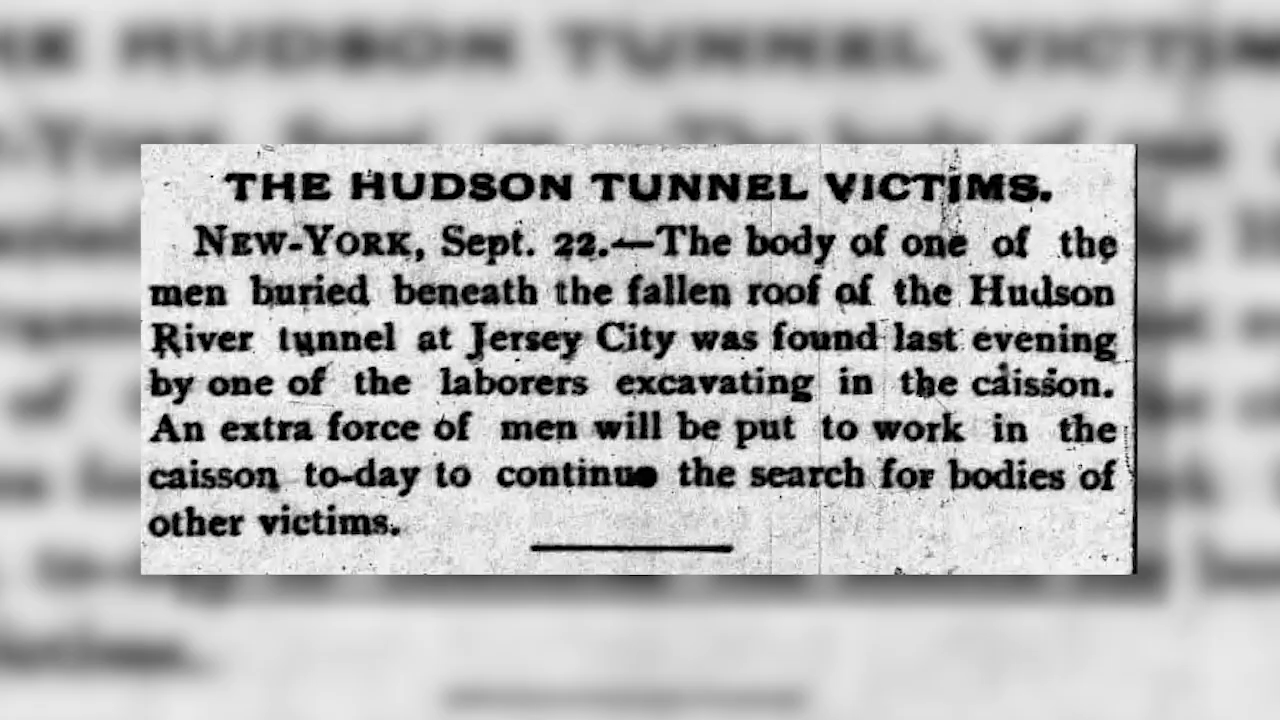 THE HUDSON TUNNEL VICTIMS.
NEW-YORK, Sept. 22.—The body of one of the
men buried beneath the fallen roof of the Hudson
River tunnel at Jersey City was found last evening
by one of the laborers excavating in the caisson.
An extra force of men will be put to work in the
caisson to-day to continue the search for bodies of
other victims.